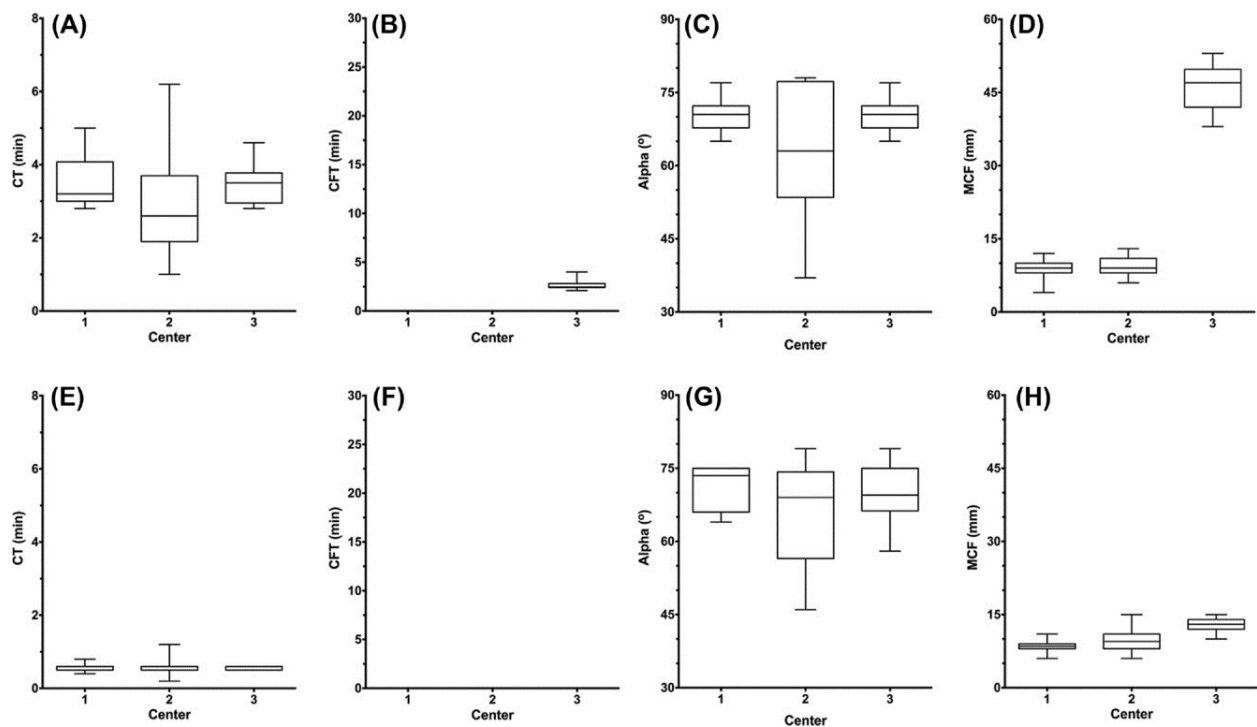 (A)
8
6
4
2
0
CT (min)
1 2 3
Center
(B)
30
25
20
15
10
5
0
CFT (min)
1 2 3
Center
(C)
90
75
60
45
30
Alpha (º)
1 2 3
Center
(D)
60
45
30
15
0
MCF (mm)
1 2 3
Center
(E)
8
6
4
2
0
CT (min)
1 2 3
Center
(F)
30
25
20
15
10
5
0
CFT (min)
1 2 3
Center
(G)
90
75
60
45
30
Alpha (º)
1 2 3
Center
(H)
60
45
30
15
0
MCF (mm)
1 2 3
Center